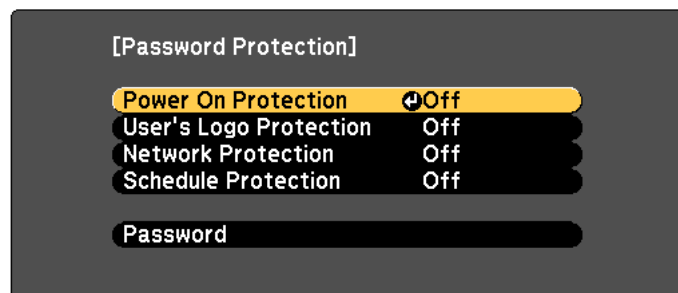 [Password Protection]
Power On Protection Off
User's Logo Protection Off
Network Protection Off
Schedule Protection Off
Password